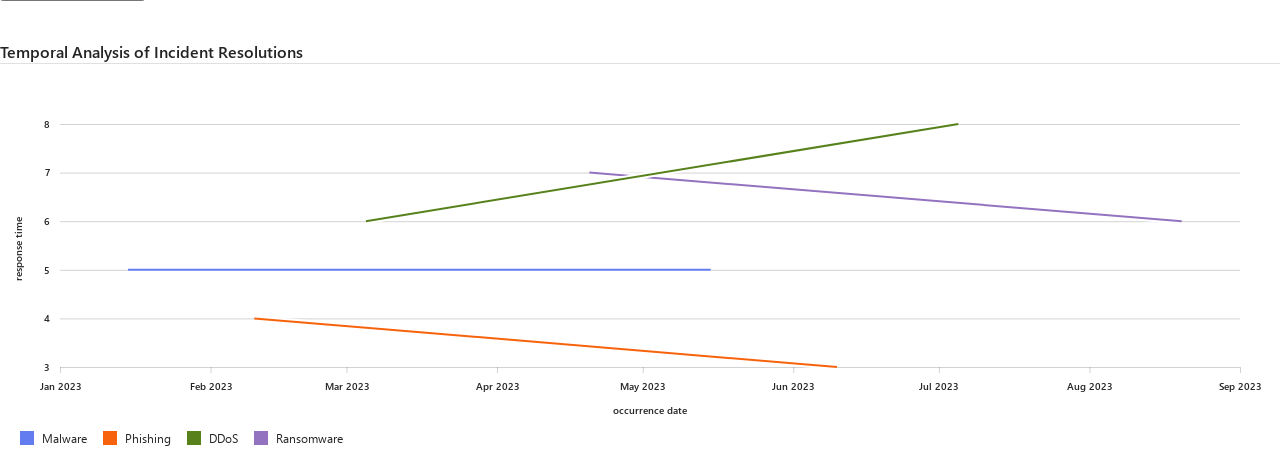 Temporal Analysis of Incident Resolutions
8
7
6
5
4
3
response time
Jan 2023 Feb 2023 Mar 2023 Apr 2023 May 2023 Jun 2023 Jul 2023 Aug 2023 Sep 2023
occurrence date
Malware Phishing DDoS Ransomware